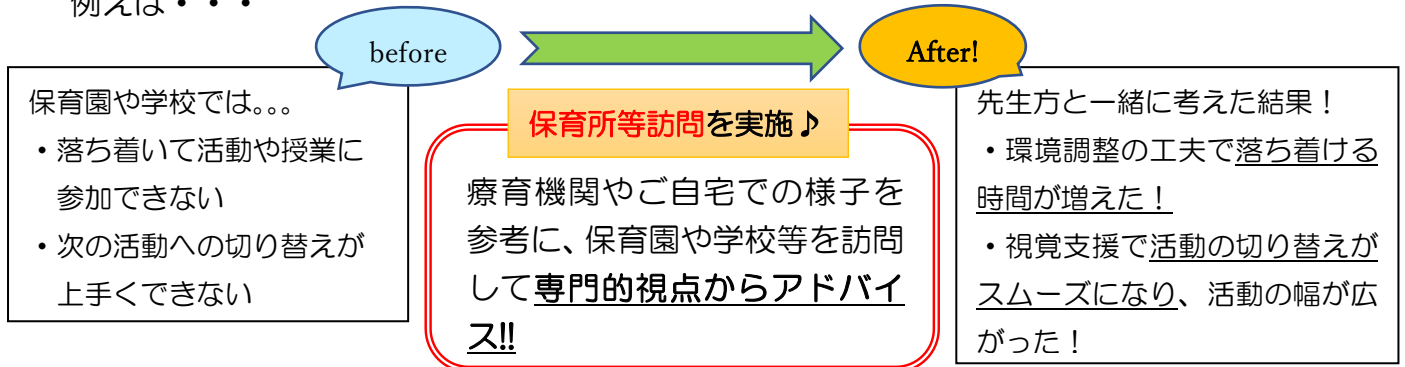 例えば・・・
before
After!
保育園や学校では。。。
・落ち着いて活動や授業に
参加できない
・次の活動への切り替えが
上手くできない
保育所等訪問を実施♪
療育機関やご自宅での様子を
参考に、保育園や学校等を訪問
して専門的視点からアドバイ
ス!!
先生方と一緒に考えた結果！
・環境調整の工夫で落ち着ける
時間が増えた！
・視覚支援で活動の切り替えが
スムーズになり、活動の幅が広
がった！